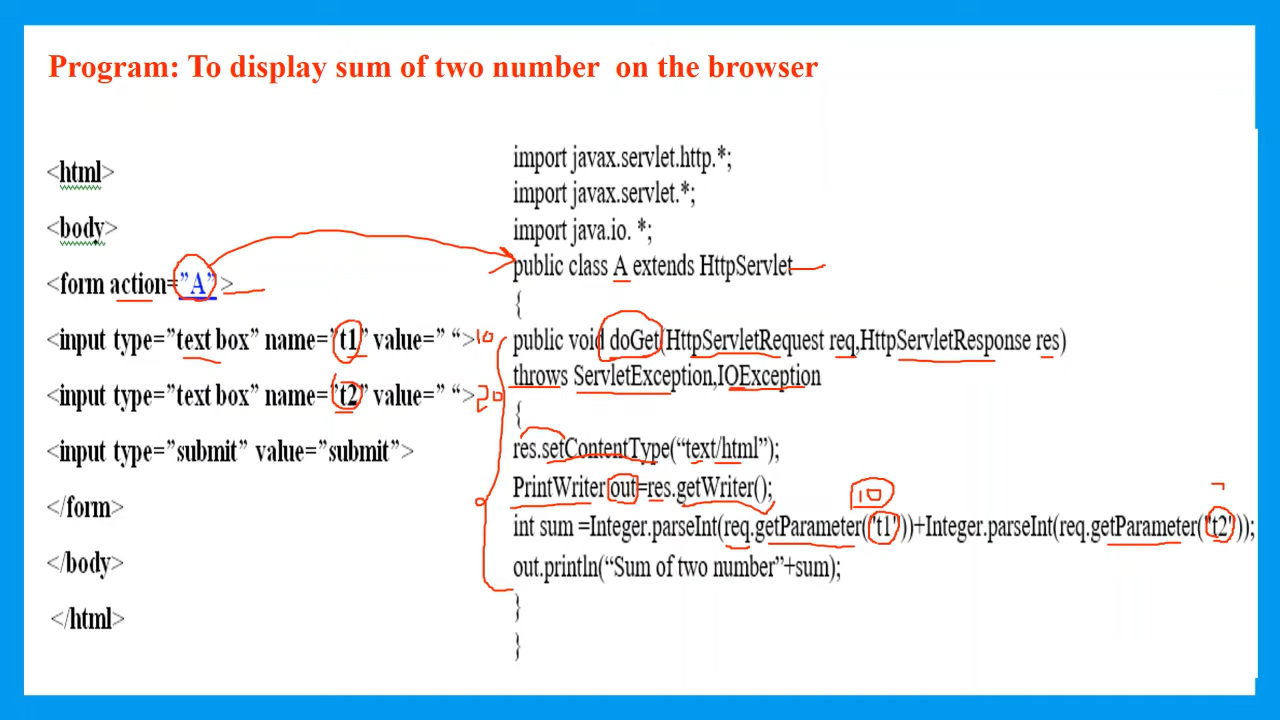 Program: To display sum of two number on the browser
<html>
<body>
<form action="A" >
<input type="text box" name="t1" value=" “> 10
<input type="text box" name="t2" value=" “> 20
<input type="submit" value="submit">
</form>
</body>
</html>
import javax.servlet.http.*;
import javax.servlet.*;
import java.io. *;
public class A extends HttpServlet
{
public void doGet(HttpServletRequest req,HttpServletResponse res)
throws ServletException,IOException
{
res.setContentType(“text/html”);
PrintWriter out=res.getWriter();
10
int sum =Integer.parseInt(req.getParameter("t1"))+Integer.parseInt(req.getParameter("t2"));
out.println(“Sum of two number”+sum);
}
}